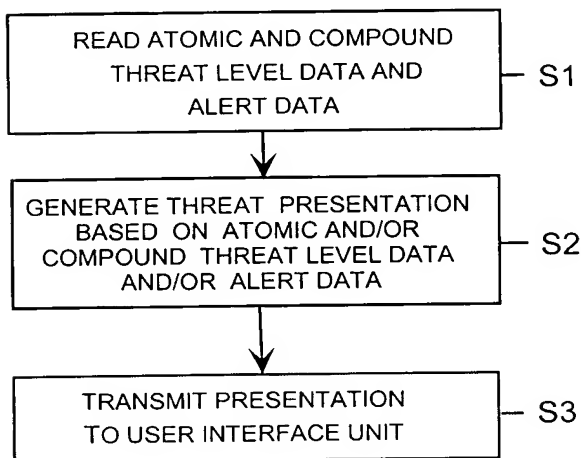 READ ATOMIC AND COMPOUND
THREAT LEVEL DATA AND
ALERT DATA
S1
GENERATE THREAT PRESENTATION
BASED ON ATOMIC AND/OR
COMPOUND THREAT LEVEL DATA
AND/OR ALERT DATA
S2
TRANSMIT PRESENTATION
TO USER INTERFACE UNIT
S3